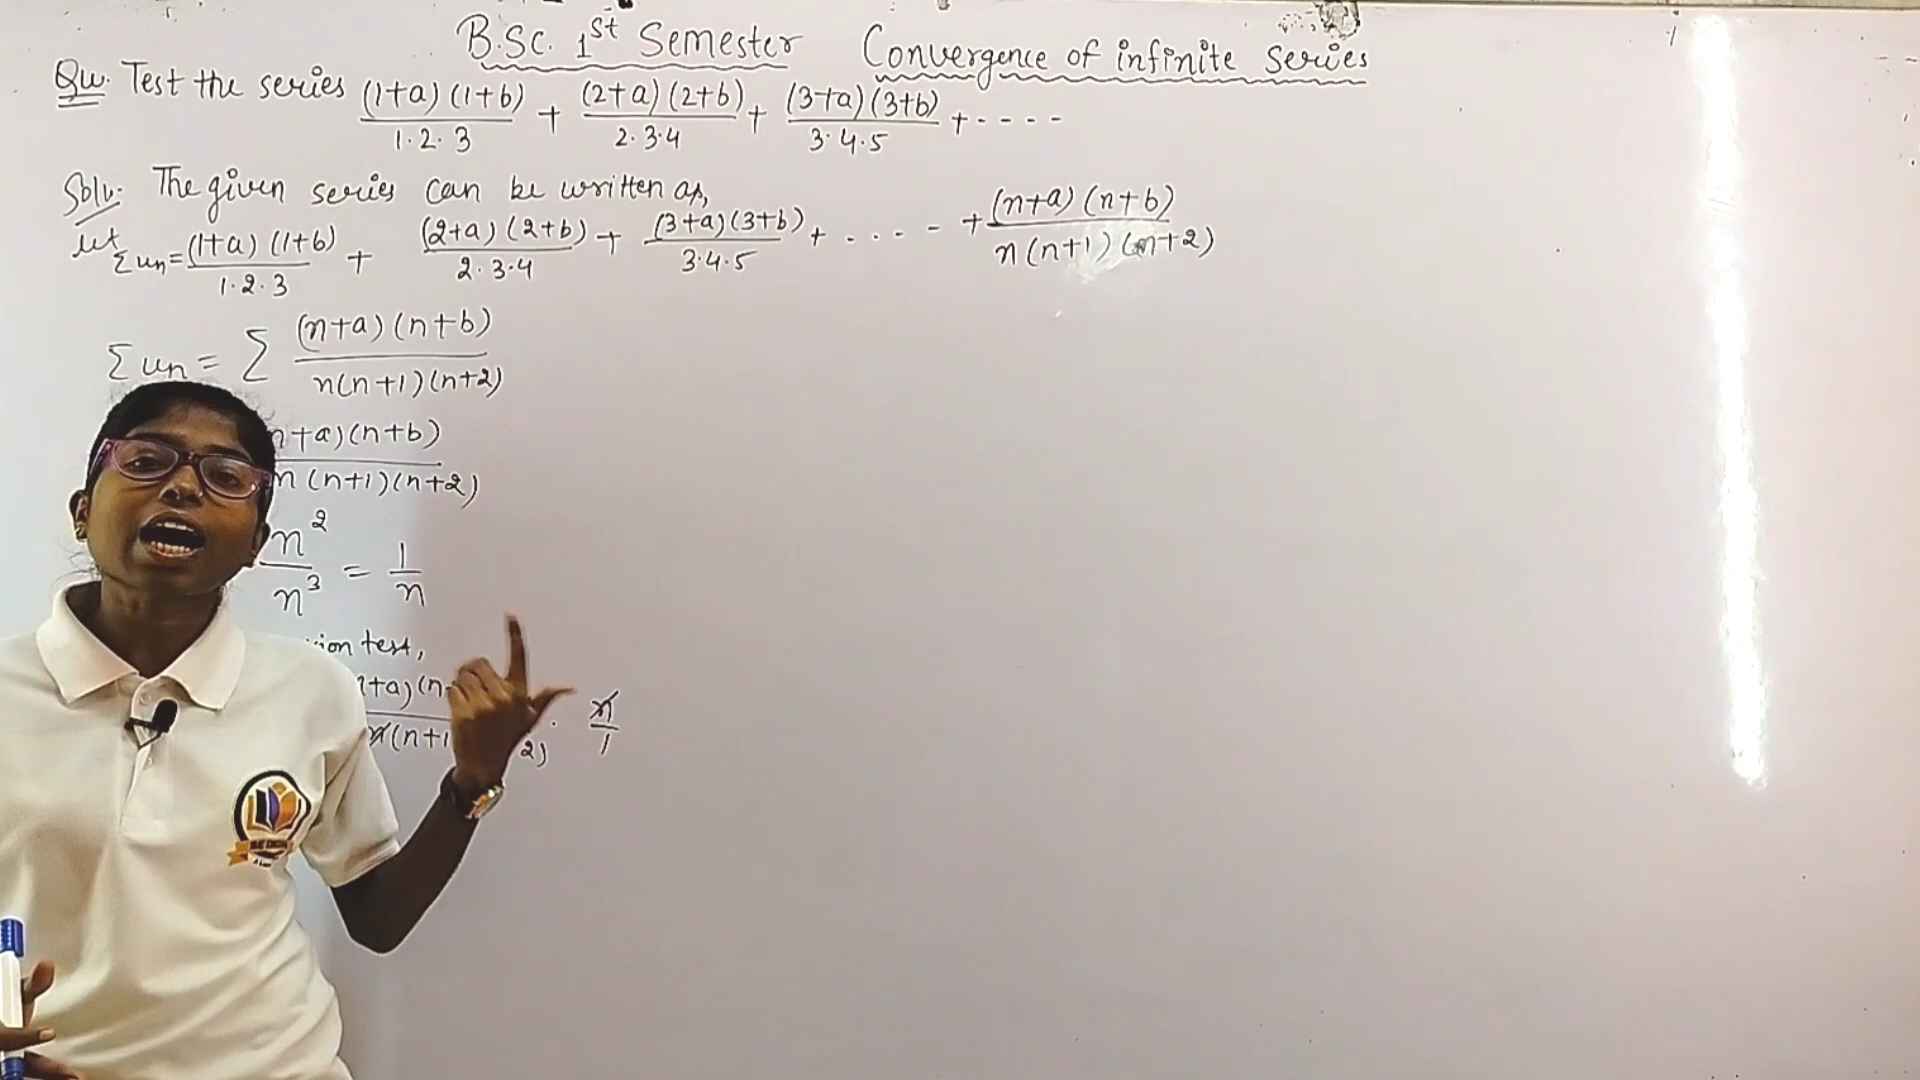 B.Sc. 1st Semester Convergence of infinite series
Qu. Test the series (1+a)(1+b)/1·2·3 + (2+a)(2+b)/2·3·4 + (3+a)(3+b)/3·4·5 + ----
Solu: The given series can be written as,
let Σun = (1+a)(1+b)/1·2·3 + (2+a)(2+b)/2·3·4 + (3+a)(3+b)/3·4·5 + ..... + (n+a)(n+b)/n(n+1)(n+2)
Σun = Σ (n+a)(n+b)/n(n+1)(n+2)
n+a)(n+b)/n(n+1)(n+2)
n²/n³ = 1/n
test,
+a)(n / n(n+1 2) · n/1